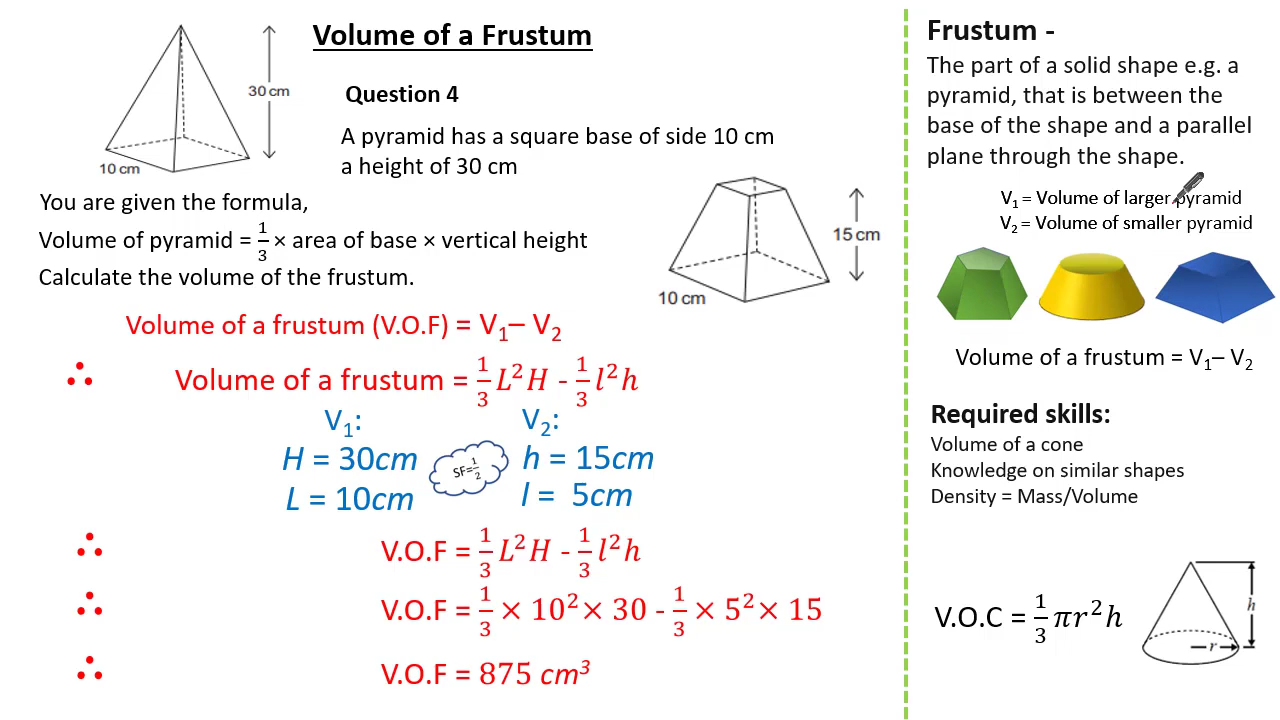 Volume of a Frustum
30 cm
10 cm
Question 4
A pyramid has a square base of side 10 cm
a height of 30 cm
You are given the formula,
Volume of pyramid = 1/3 × area of base × vertical height
Calculate the volume of the frustum.
15 cm
10 cm
Volume of a frustum (V.O.F) = V₁– V₂
∴ Volume of a frustum = 1/3 L²H - 1/3 l²h
V₁: V₂:
H = 30cm h = 15cm
SF=1/2
L = 10cm l = 5cm
∴ V.O.F = 1/3 L²H - 1/3 l²h
∴ V.O.F = 1/3 × 10² × 30 - 1/3 × 5² × 15
∴ V.O.F = 875 cm³
Frustum -
The part of a solid shape e.g. a
pyramid, that is between the
base of the shape and a parallel
plane through the shape.
V₁ = Volume of larger pyramid
V₂ = Volume of smaller pyramid
Volume of a frustum = V₁– V₂
Required skills:
Volume of a cone
Knowledge on similar shapes
Density = Mass/Volume
V.O.C = 1/3 πr²h
h
r